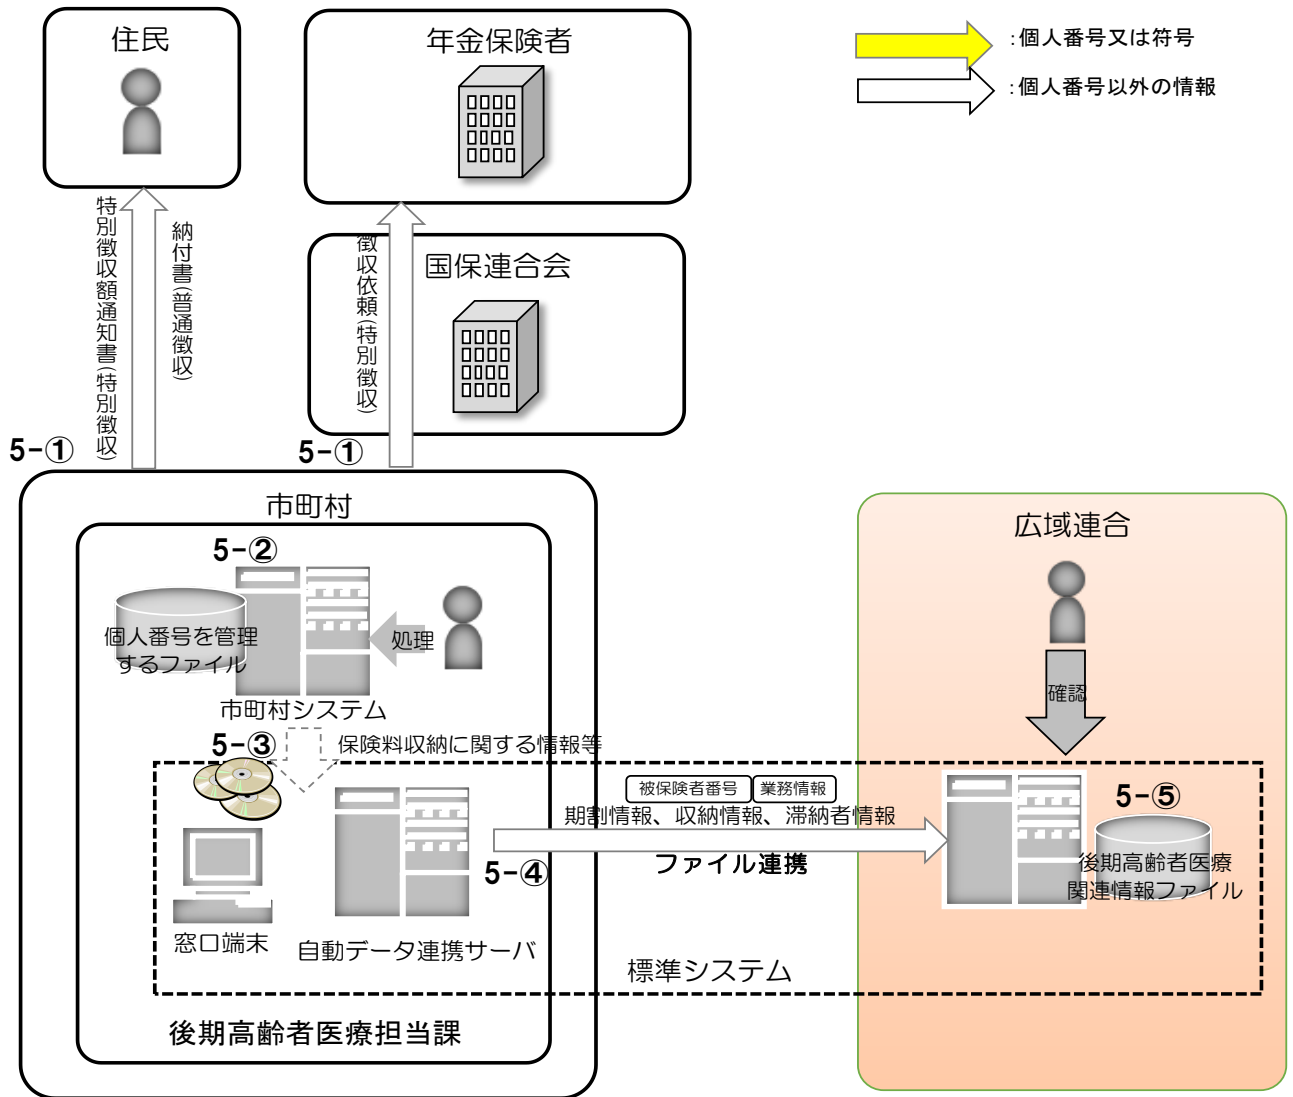 住民
年金保険者
:個人番号又は符号
:個人番号以外の情報
特別徴収額通知書(特別徴収)
納付書(普通徴収)
徴収依頼(特別徴収)
国保連合会
5-①
5-①
市町村
広域連合
5-②
個人番号を管理
するファイル
処理
市町村システム
確認
5-③
保険料収納に関する情報等
被保険者番号
業務情報
期割情報、収納情報、滞納者情報
ファイル連携
5-④
5-⑤
後期高齢者医療
関連情報ファイル
窓口端末
自動データ連携サーバ
標準システム
後期高齢者医療担当課